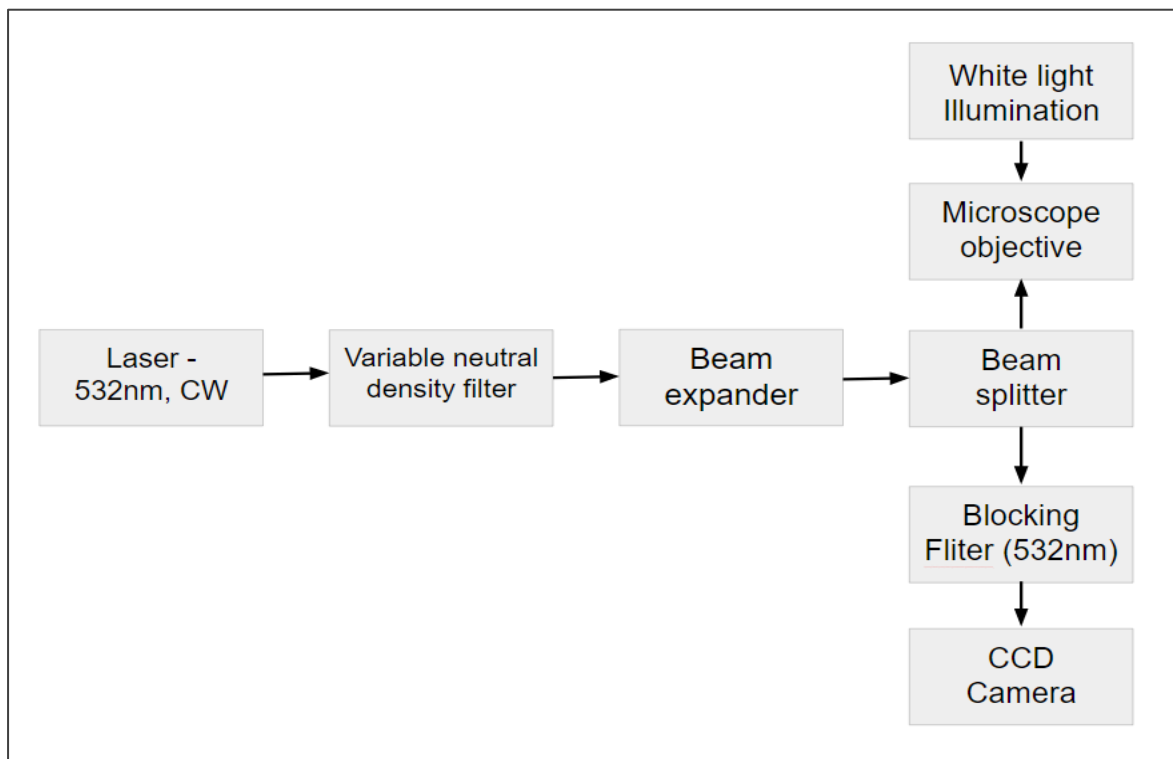 White light
Illumination
Microscope
objective
Laser -
532nm, CW
Variable neutral
density filter
Beam
expander
Beam
splitter
Blocking
Fliter (532nm)
CCD
Camera